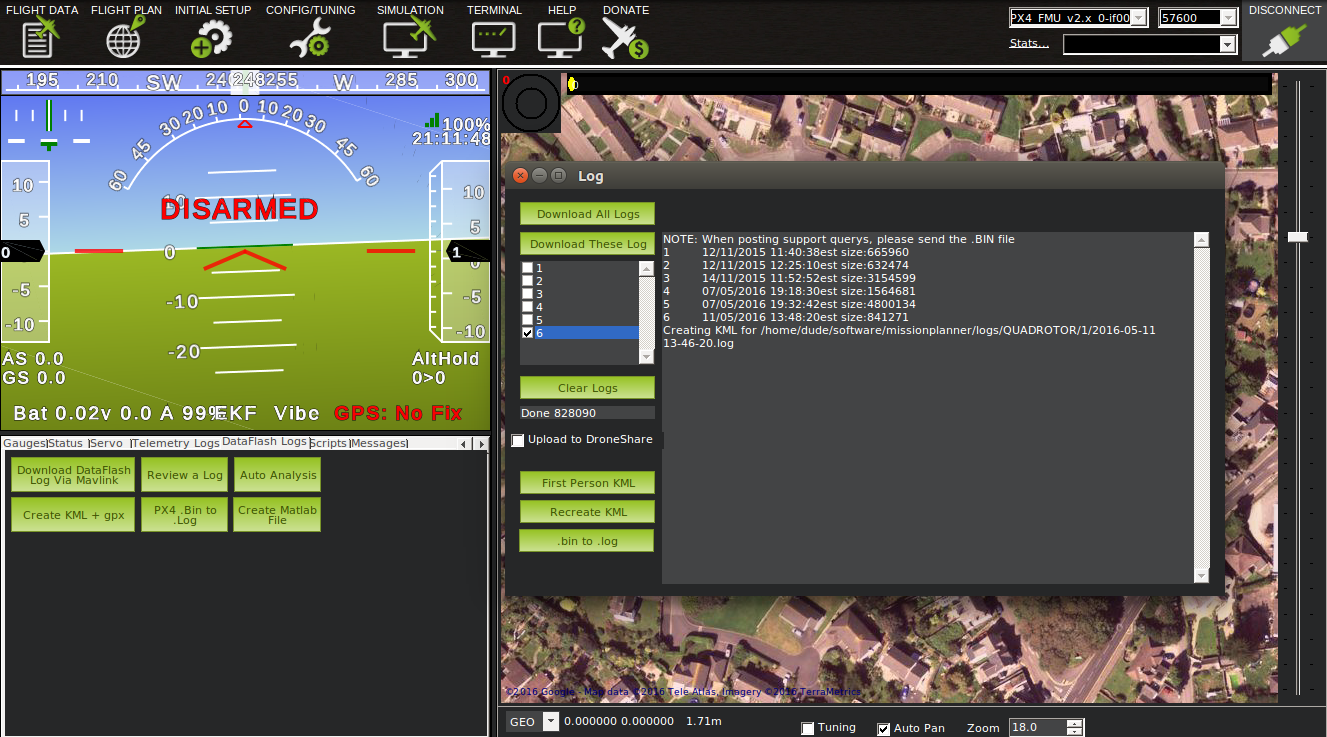 FLIGHT DATA FLIGHT PLAN INITIAL SETUP CONFIG/TUNING SIMULATION TERMINAL HELP DONATE
PX4 FMU v2.x 0-if00 57600 DISCONNECT
Stats...
195 210 SW 248 255 W 285 300
60 45 30 20 10 0 10 20 30 45 60
100%
21:11:48
10
5
0
-5
-10
10
DISARMED
0
-10
-20
10
5
1
-5
-10
AS 0.0
GS 0.0
AltHold
0>0
Bat 0.02v 0.0 A 99% EKF Vibe GPS: No Fix
Gauges Status Servo Telemetry Logs DataFlash Logs Scripts Messages
Download DataFlash
Log Via Mavlink
Review a Log
Auto Analysis
Create KML + gpx
PX4 .Bin to
.Log
Create Matlab
File
0
0
Log
Download All Logs
Download These Log
1
2
3
4
5
6
Clear Logs
Done 828090
Upload to DroneShare
First Person KML
Recreate KML
.bin to .log
NOTE: When posting support querys, please send the .BIN file
1 12/11/2015 11:40:38est size:665960
2 12/11/2015 12:25:10est size:632474
3 14/11/2015 11:52:52est size:3154599
4 07/05/2016 19:18:30est size:1564681
5 07/05/2016 19:32:42est size:4800134
6 11/05/2016 13:48:20est size:841271
Creating KML for /home/dude/software/missionplanner/logs/QUADROTOR/1/2016-05-11
13-46-20.log
©2016 Google - Map data ©2016 Tele Atlas, Imagery ©2016 TerraMetrics
GEO 0.000000 0.000000 1.71m Tuning Auto Pan Zoom 18.0